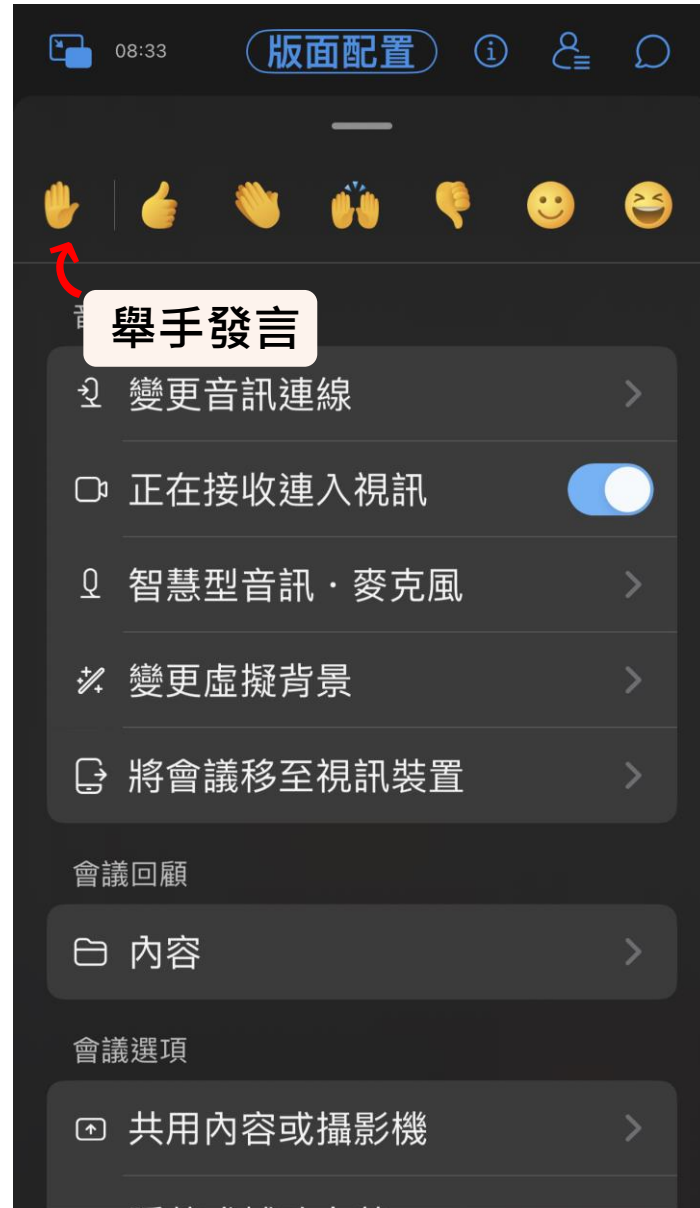 08:33 版面配置
舉手發言
變更音訊連線
正在接收連入視訊
智慧型音訊・麥克風
變更虛擬背景
將會議移至視訊裝置
會議回顧
內容
會議選項
共用內容或攝影機